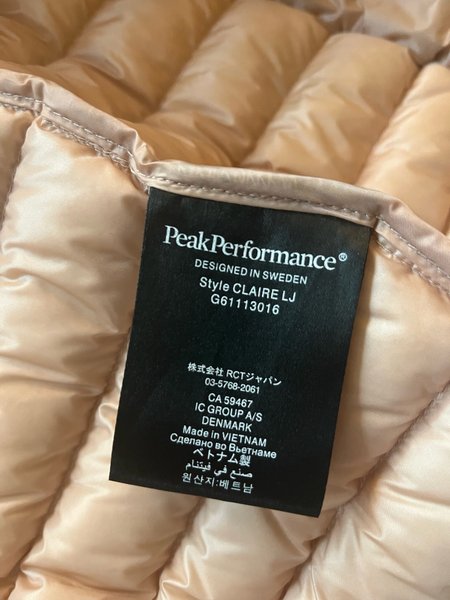 PeakPerformance®
DESIGNED IN SWEDEN
Style CLAIRE LJ
G61113016
株式会社 RCTジャパン
03-5768-2061
CA 59467
IC GROUP A/S
DENMARK
Made in VIETNAM
Сделано во Вьетнаме
ベトナム製
صنع في فيتنام
원산지:베트남